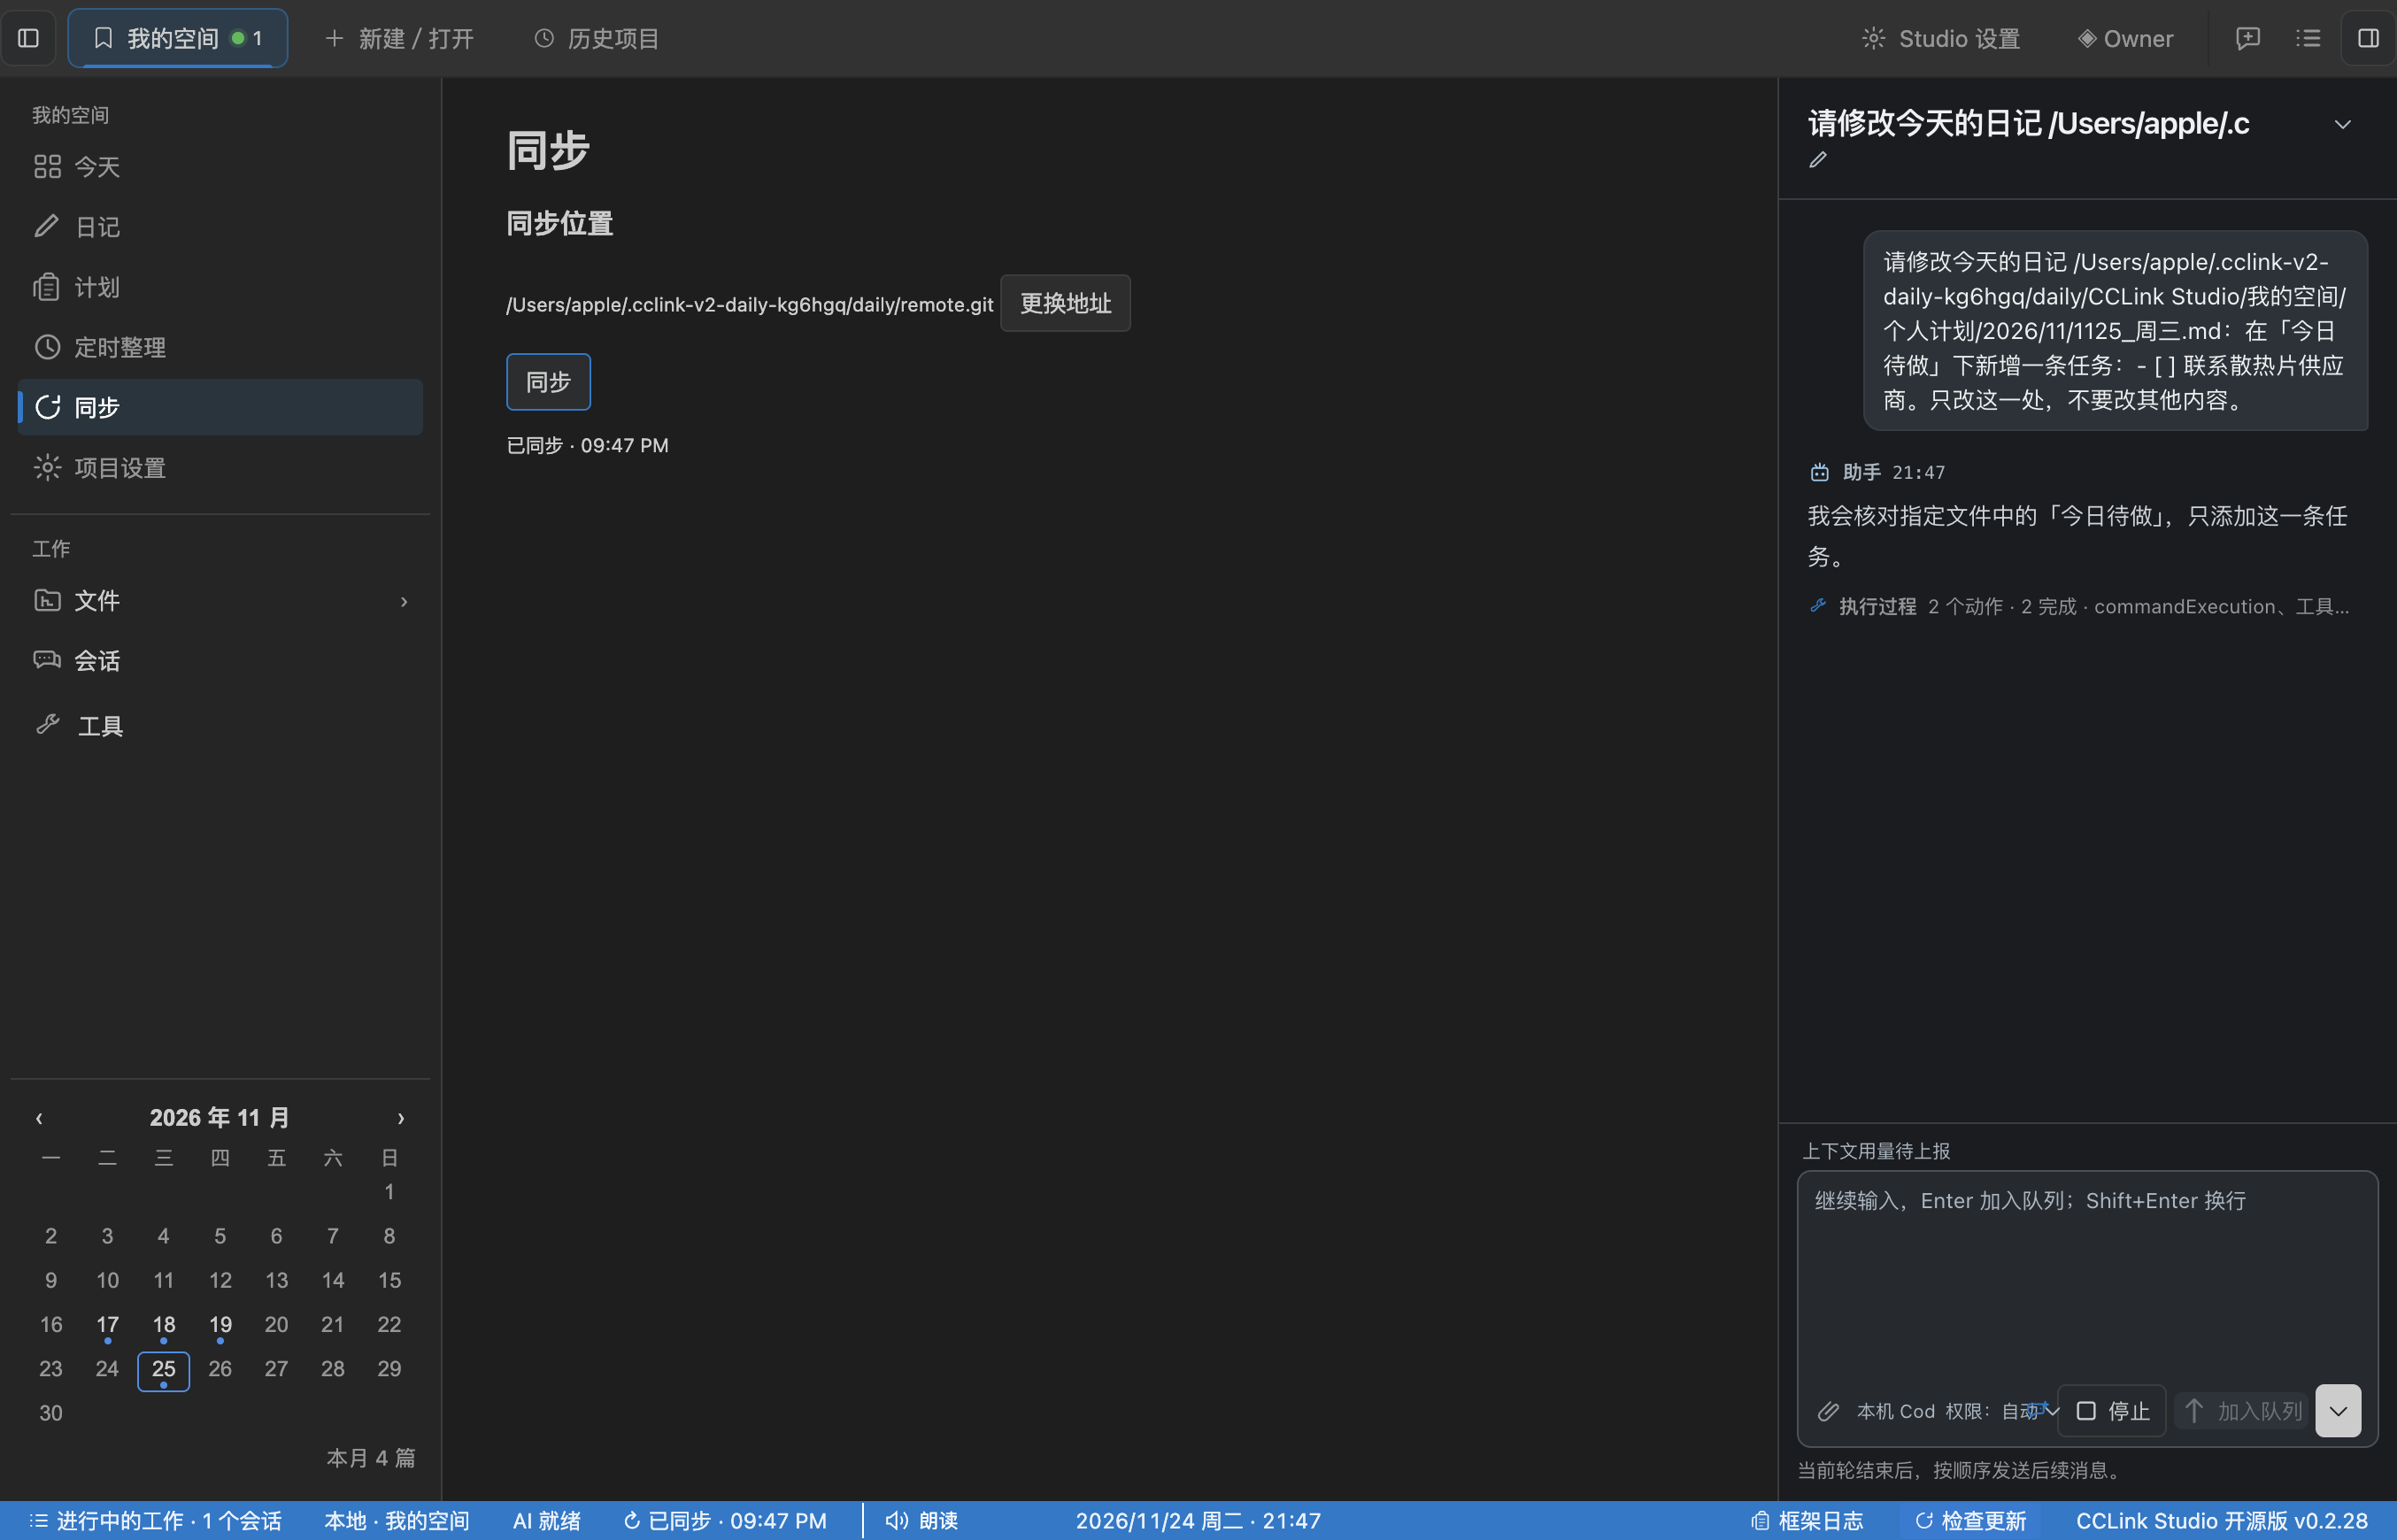 我的空间 1
新建 / 打开
历史项目
Studio 设置
Owner
我的空间
今天
日记
计划
定时整理
同步
项目设置
工作
文件
会话
工具
2026 年 11 月
一 二 三 四 五 六 日
1
2 3 4 5 6 7 8
9 10 11 12 13 14 15
16 17 18 19 20 21 22
23 24 25 26 27 28 29
30
本月 4 篇
同步
同步位置
/Users/apple/.cclink-v2-daily-kg6hgq/daily/remote.git 更换地址
同步
已同步 · 09:47 PM
请修改今天的日记 /Users/apple/.c
请修改今天的日记 /Users/apple/.cclink-v2-
daily-kg6hgq/daily/CCLink Studio/我的空间/
个人计划/2026/11/1125_周三.md：在「今日
待做」下新增一条任务：- [ ] 联系散热片供应
商。只改这一处，不要改其他内容。
助手 21:47
我会核对指定文件中的「今日待做」，只添加这一条任
务。
执行过程 2 个动作 · 2 完成 · commandExecution、工具...
上下文用量待上报
继续输入，Enter 加入队列；Shift+Enter 换行
本机 Cod 权限：自动 停止 加入队列
当前轮结束后，按顺序发送后续消息。
进行中的工作 · 1 个会话 本地 · 我的空间 AI 就绪 已同步 · 09:47 PM 朗读 2026/11/24 周二 · 21:47 框架日志 检查更新 CCLink Studio 开源版 v0.2.28